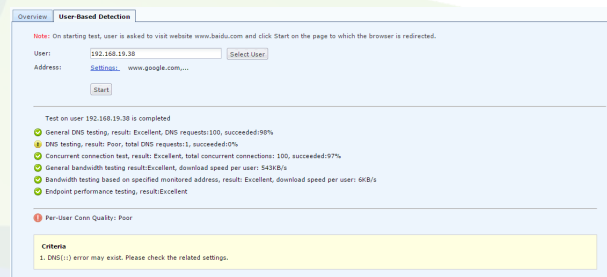 Overview User-Based Detection
Note: On starting test, user is asked to visit website www.baidu.com and click Start on the page to which the browser is redirected.
User: 192.168.19.38 Select User
Address: Settings: www.google.com,...
Start
Test on user 192.168.19.38 is completed
General DNS testing, result: Excellent, DNS requests:100, succeeded:98%
DNS testing, result: Poor, total DNS requests:1, succeeded:0%
Concurrent connection test, result: Excellent, total concurrent connections: 100, succeeded:97%
General bandwidth testing result:Excellent, download speed per user: 543KB/s
Bandwidth testing based on specified monitored address, result: Excellent, download speed per user: 6KB/s
Endpoint performance testing, result:Excellent
Per-User Conn Quality: Poor
Criteria
1. DNS(::) error may exist. Please check the related settings.